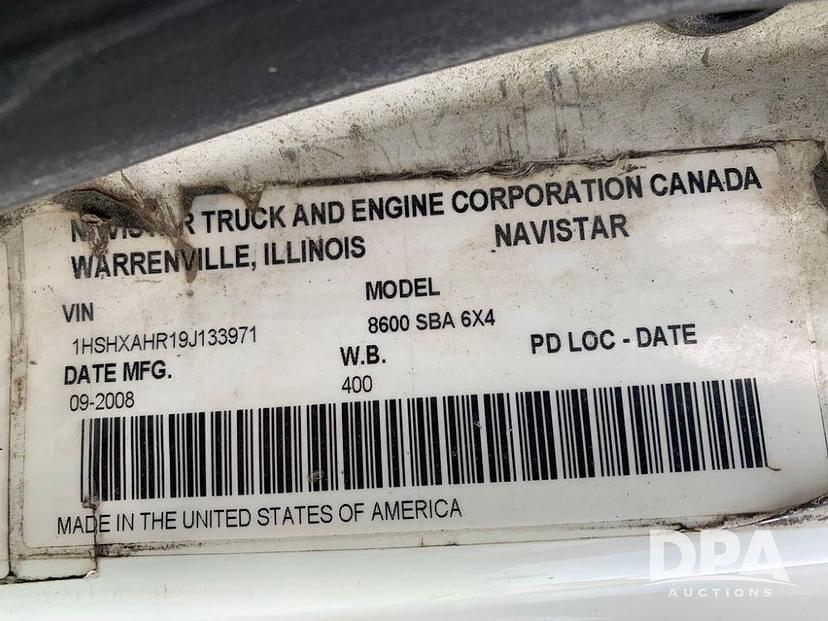 NAVISTAR TRUCK AND ENGINE CORPORATION CANADA
WARRENVILLE, ILLINOIS NAVISTAR
VIN MODEL
1HSHXAHR19J133971 8600 SBA 6X4
DATE MFG. W.B. PD LOC - DATE
09-2008 400
MADE IN THE UNITED STATES OF AMERICA
DPA
AUCTIONS